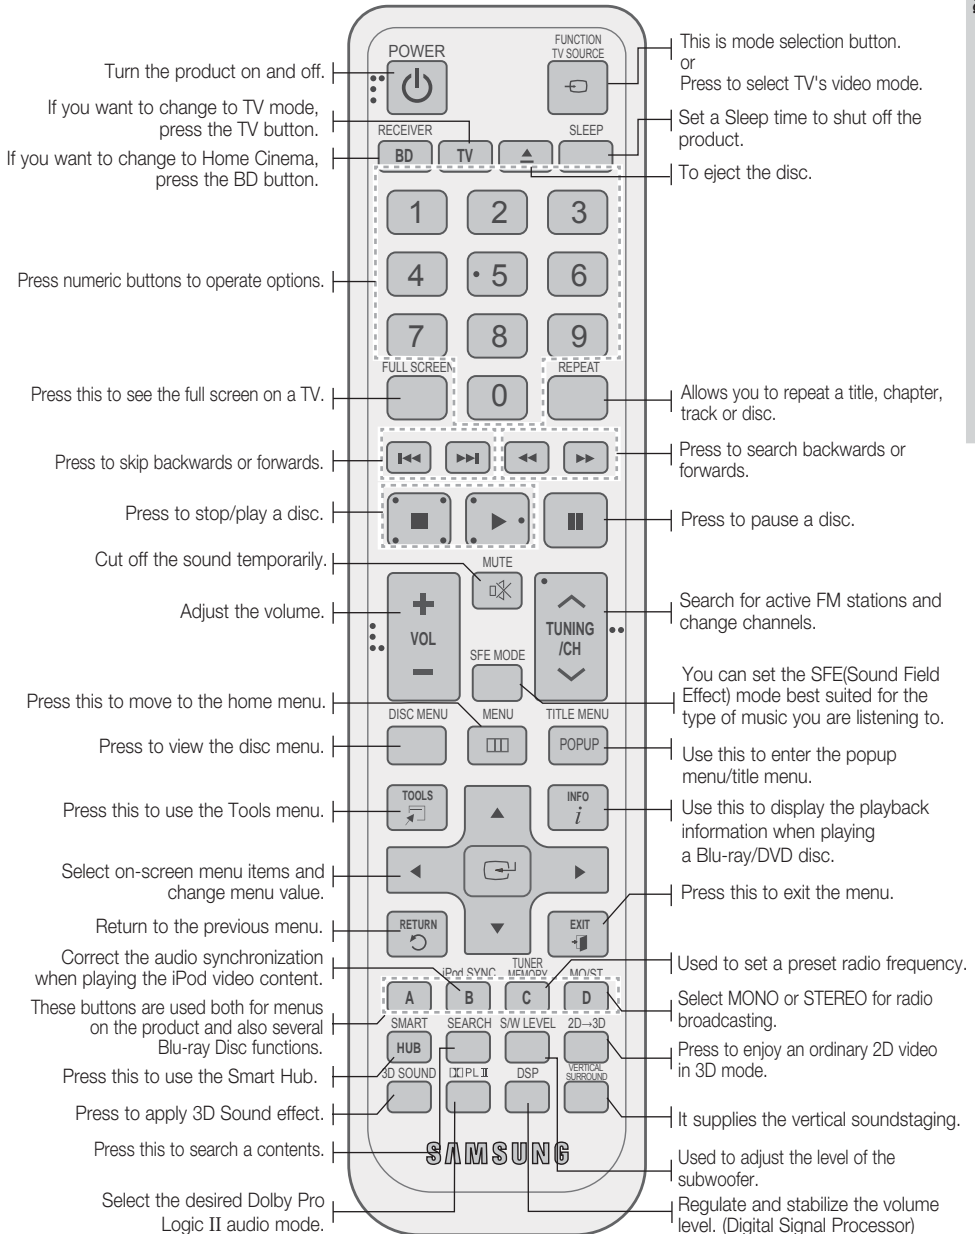 Turn the product on and off.
If you want to change to TV mode,
press the TV button.
If you want to change to Home Cinema,
press the BD button.
Press numeric buttons to operate options.
Press this to see the full screen on a TV.
Press to skip backwards or forwards.
Press to stop/play a disc.
Cut off the sound temporarily.
Adjust the volume.
Press this to move to the home menu.
Press to view the disc menu.
Press this to use the Tools menu.
Select on-screen menu items and
change menu value.
Return to the previous menu.
Correct the audio synchronization
when playing the iPod video content.
These buttons are used both for menus
on the product and also several
Blu-ray Disc functions.
Press this to use the Smart Hub.
Press to apply 3D Sound effect.
Press this to search a contents.
Select the desired Dolby Pro
Logic II audio mode.
POWER
FUNCTION
TV SOURCE
RECEIVER
SLEEP
BD
TV
1
2
3
4
5
6
7
8
9
FULL SCREEN
REPEAT
0
MUTE
VOL
TUNING
/CH
SFE MODE
DISC MENU
MENU
TITLE MENU
POPUP
TOOLS
INFO
i
RETURN
EXIT
iPod SYNC
TUNER
MEMORY
MO/ST
A
B
C
D
SMART
SEARCH
S/W LEVEL
2D→3D
HUB
3D SOUND
PL II
DSP
VERTICAL
SURROUND
SAMSUNG
This is mode selection button.
or
Press to select TV's video mode.
Set a Sleep time to shut off the
product.
To eject the disc.
Allows you to repeat a title, chapter,
track or disc.
Press to search backwards or
forwards.
Press to pause a disc.
Search for active FM stations and
change channels.
You can set the SFE(Sound Field
Effect) mode best suited for the
type of music you are listening to.
Use this to enter the popup
menu/title menu.
Use this to display the playback
information when playing
a Blu-ray/DVD disc.
Press this to exit the menu.
Used to set a preset radio frequency.
Select MONO or STEREO for radio
broadcasting.
Press to enjoy an ordinary 2D video
in 3D mode.
It supplies the vertical soundstaging.
Used to adjust the level of the
subwoofer.
Regulate and stabilize the volume
level. (Digital Signal Processor)